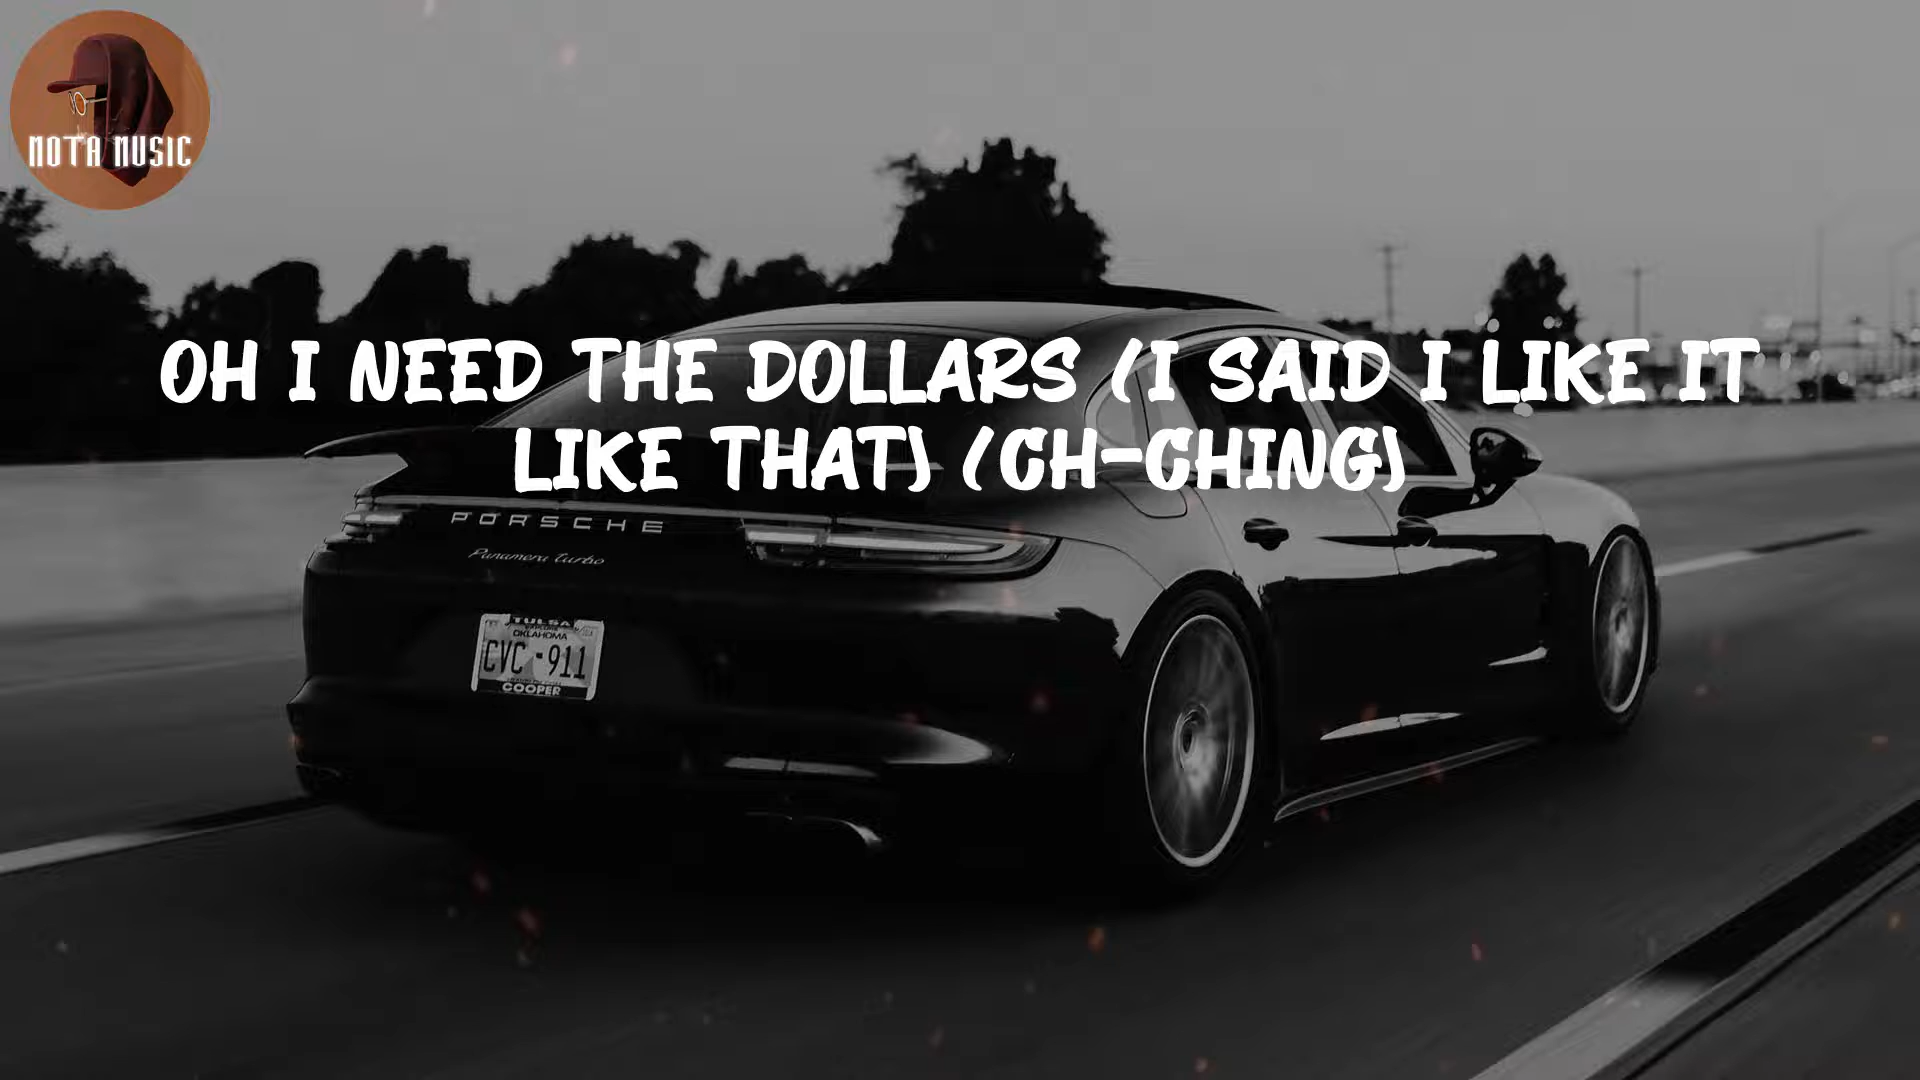 MOTA MUSIC
OH I NEED THE DOLLARS (I SAID I LIKE IT
LIKE THAT) (CH-CHING)
PORSCHE
Panamera turbo
TULSA
OKLAHOMA
CVC-911
COOPER